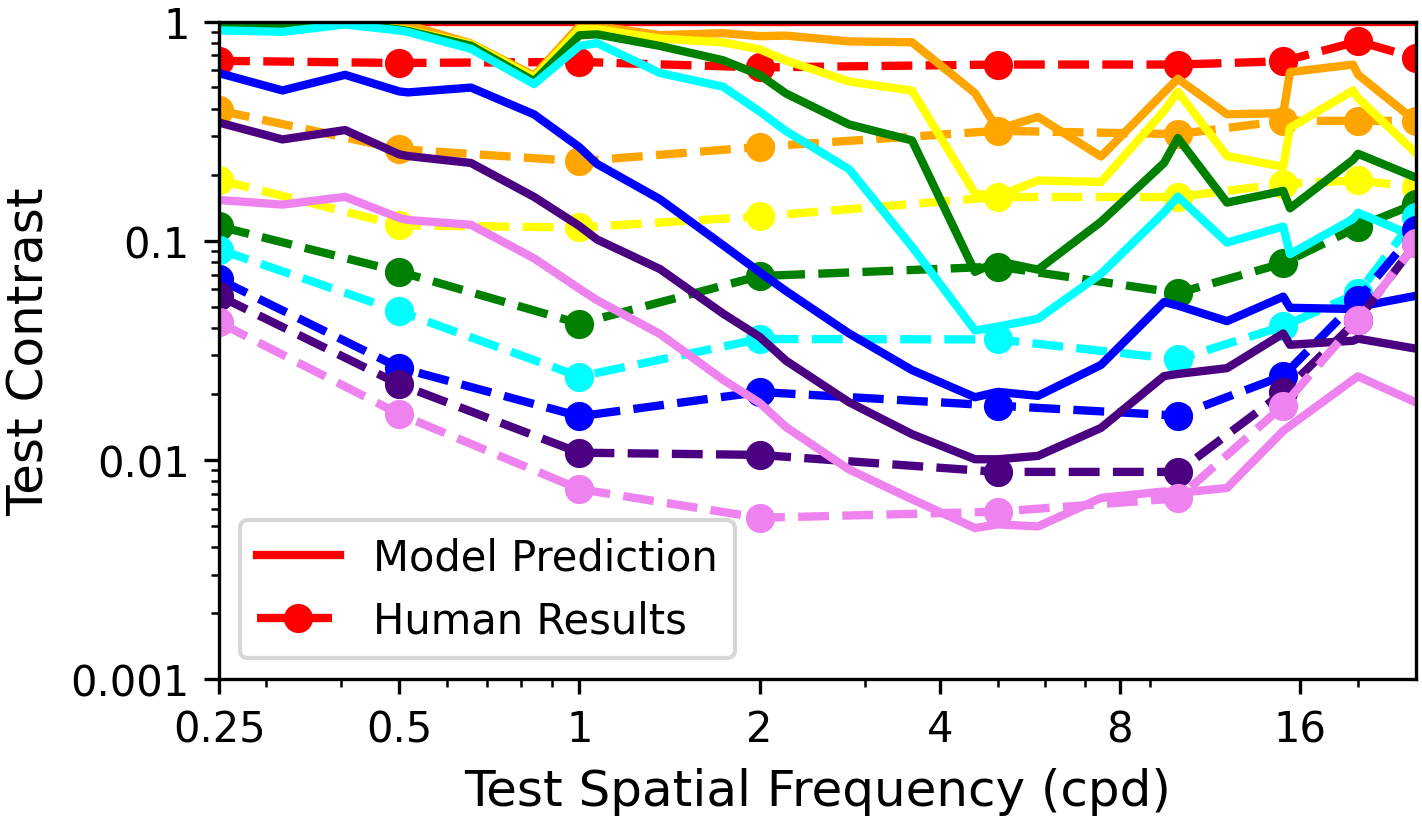 1
0.1
0.01
0.001
Test Contrast
Model Prediction
Human Results
0.25 0.5 1 2 4 8 16
Test Spatial Frequency (cpd)